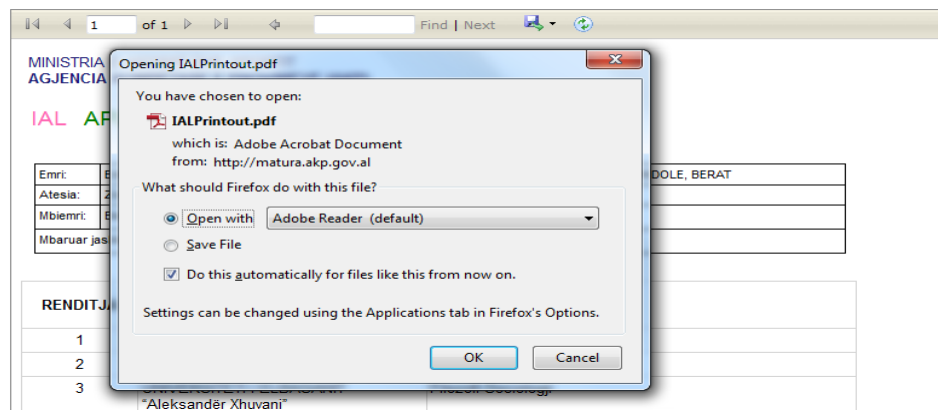 1 of 1 Find | Next
MINISTRIA
AGJENCIA
IAL AP
Opening IALPrintout.pdf
You have chosen to open:
IALPrintout.pdf
which is: Adobe Acrobat Document
from: http://matura.akp.gov.al
What should Firefox do with this file?
Open with Adobe Reader (default)
Save File
Do this automatically for files like this from now on.
Settings can be changed using the Applications tab in Firefox's Options.
OK Cancel
Emri: DOLE, BERAT
Atesia:
Mbiemri:
Mbaruar jas
RENDITJA
1
2
3
"Aleksandër Xhuvani"